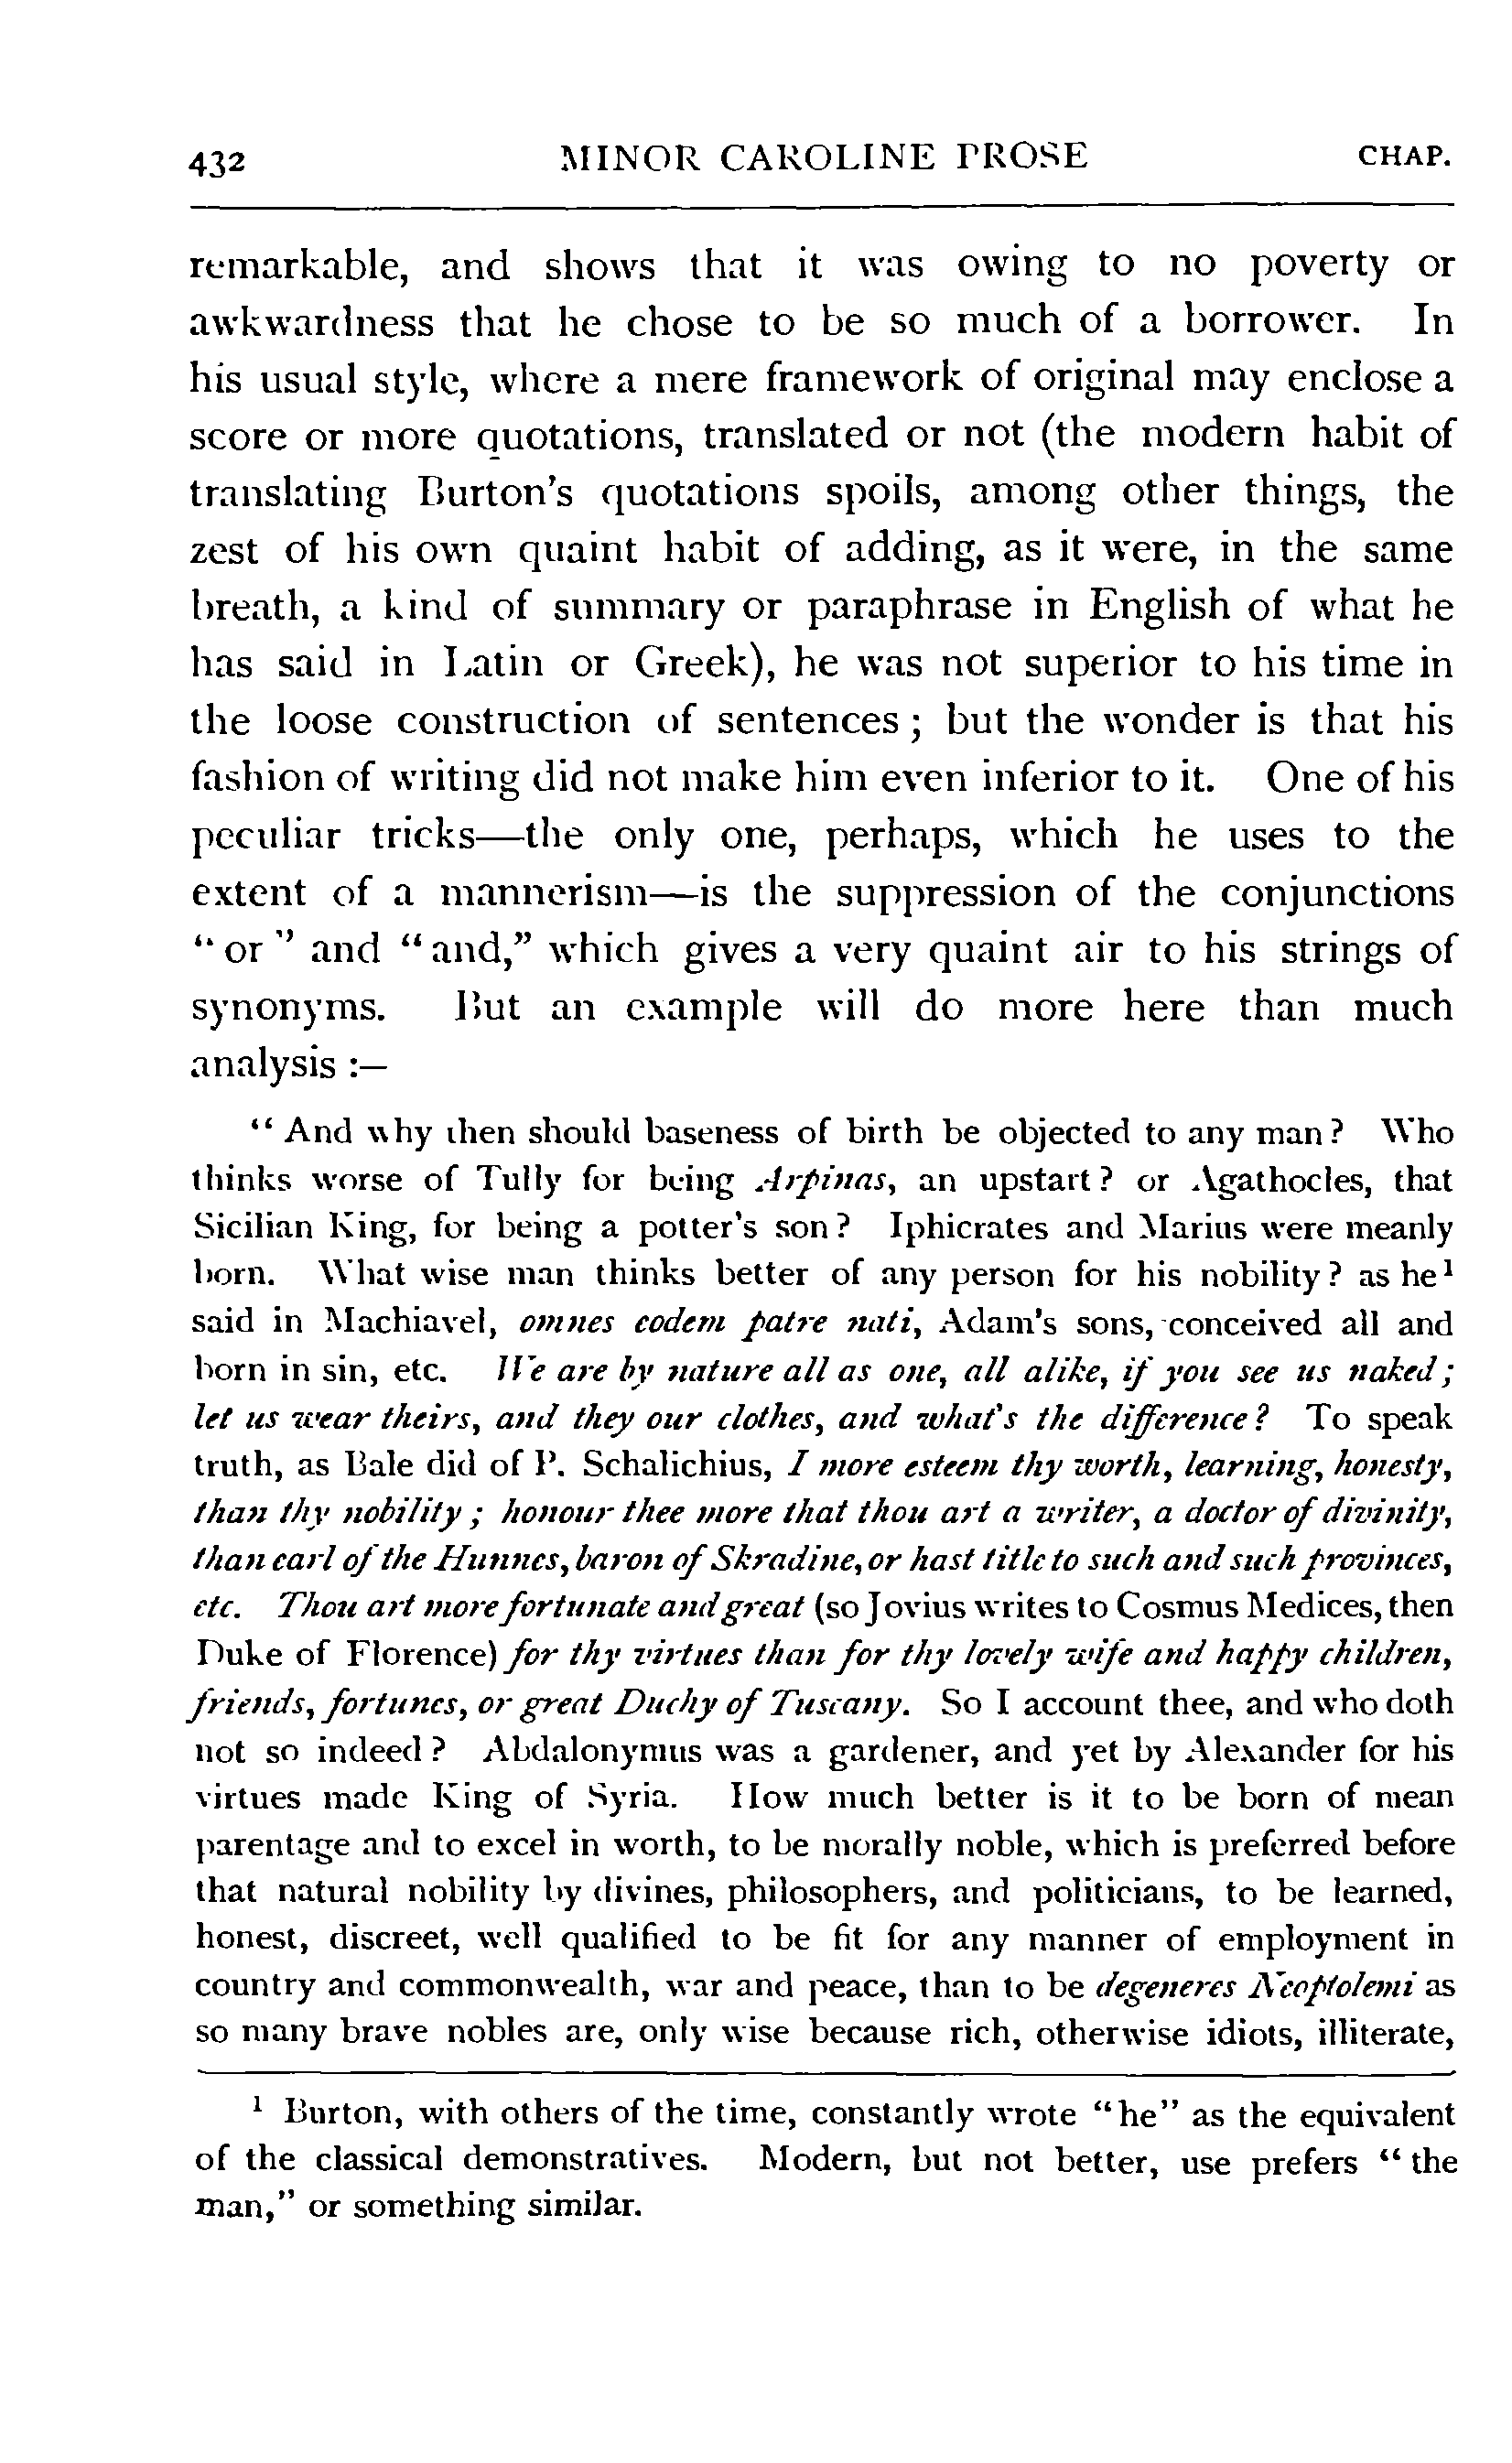 432 MINOR CAROLINE PROSE CHAP.
remarkable, and shows that it was owing to no poverty or
awkwardness that he chose to be so much of a borrower. In
his usual style, where a mere framework of original may enclose a
score or more quotations, translated or not (the modern habit of
translating Burton's quotations spoils, among other things, the
zest of his own quaint habit of adding, as it were, in the same
breath, a kind of summary or paraphrase in English of what he
has said in Latin or Greek), he was not superior to his time in
the loose construction of sentences; but the wonder is that his
fashion of writing did not make him even inferior to it. One of his
peculiar tricks—the only one, perhaps, which he uses to the
extent of a mannerism—is the suppression of the conjunctions
"or" and "and," which gives a very quaint air to his strings of
synonyms. But an example will do more here than much
analysis :—
"And why then should baseness of birth be objected to any man? Who
thinks worse of Tully for being Arpinas, an upstart? or Agathocles, that
Sicilian King, for being a potter's son? Iphicrates and Marius were meanly
born. What wise man thinks better of any person for his nobility? as he¹
said in Machiavel, omnes eodem patre nati, Adam's sons, conceived all and
born in sin, etc. We are by nature all as one, all alike, if you see us naked;
let us wear theirs, and they our clothes, and what's the difference? To speak
truth, as Bale did of P. Schalichius, I more esteem thy worth, learning, honesty,
than thy nobility; honour thee more that thou art a writer, a doctor of divinity,
than earl of the Hunnes, baron of Skradine, or hast title to such and such provinces,
etc. Thou art more fortunate and great (so Jovius writes to Cosmus Medices, then
Duke of Florence) for thy virtues than for thy lovely wife and happy children,
friends, fortunes, or great Duchy of Tuscany. So I account thee, and who doth
not so indeed? Abdalonymus was a gardener, and yet by Alexander for his
virtues made King of Syria. How much better is it to be born of mean
parentage and to excel in worth, to be morally noble, which is preferred before
that natural nobility by divines, philosophers, and politicians, to be learned,
honest, discreet, well qualified to be fit for any manner of employment in
country and commonwealth, war and peace, than to be degeneres Neoptolemi as
so many brave nobles are, only wise because rich, otherwise idiots, illiterate,
¹ Burton, with others of the time, constantly wrote "he" as the equivalent
of the classical demonstratives. Modern, but not better, use prefers "the
man," or something similar.